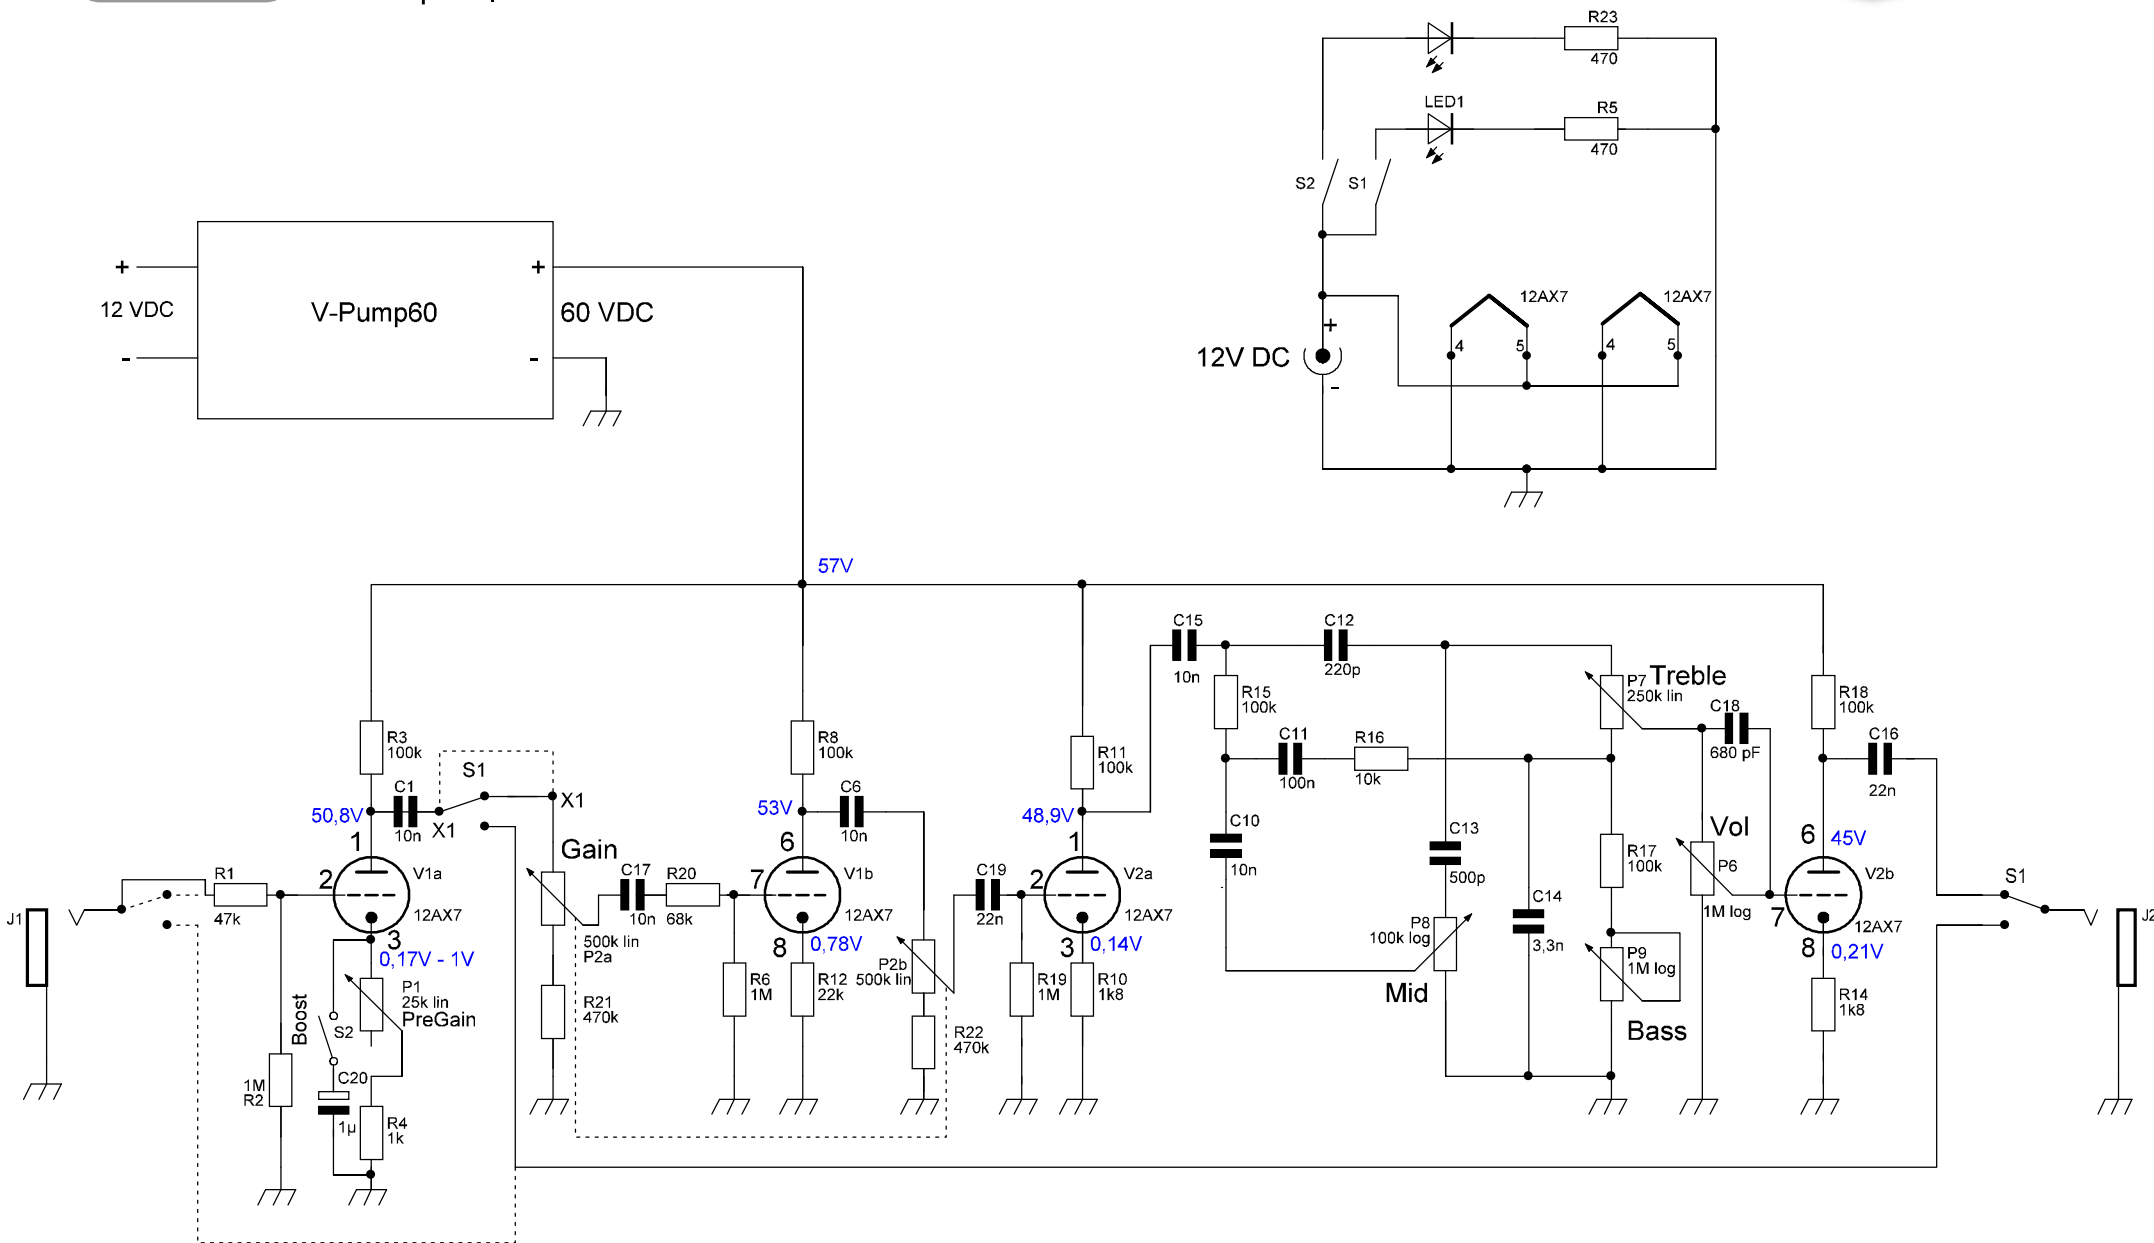 R23
470
LED1
R5
470
S2
S1
+
+
12 VDC
V-Pump60
60 VDC
-
-
12AX7
12AX7
+
4
5
4
5
12V DC
-
57V
C15
10n
C12
220p
R15
100k
P7
250k lin
Treble
R18
100k
R3
100k
S1
R8
100k
R11
100k
C11
100n
R16
10k
C18
680 pF
C16
22n
C1
10n
X1
X1
50,8V
53V
C6
10n
48,9V
1
6
1
C10
10n
C13
500p
R17
100k
Vol
P6
1M log
6
45V
Gain
R1
47k
2
V1a
12AX7
C17
10n
R20
68k
7
V1b
12AX7
C19
22n
2
V2a
12AX7
V2b
12AX7
7
S1
J1
J2
3
0,17V - 1V
500k lin
P2a
8
0,78V
P2b
500k lin
3
0,14V
P8
100k log
C14
3,3n
P9
1M log
8
0,21V
Boost
S2
P1
25k lin
PreGain
R21
470k
R6
1M
R12
22k
R22
470k
R19
1M
R10
1k8
Mid
Bass
R14
1k8
1M
R2
C20
1µ
R4
1k